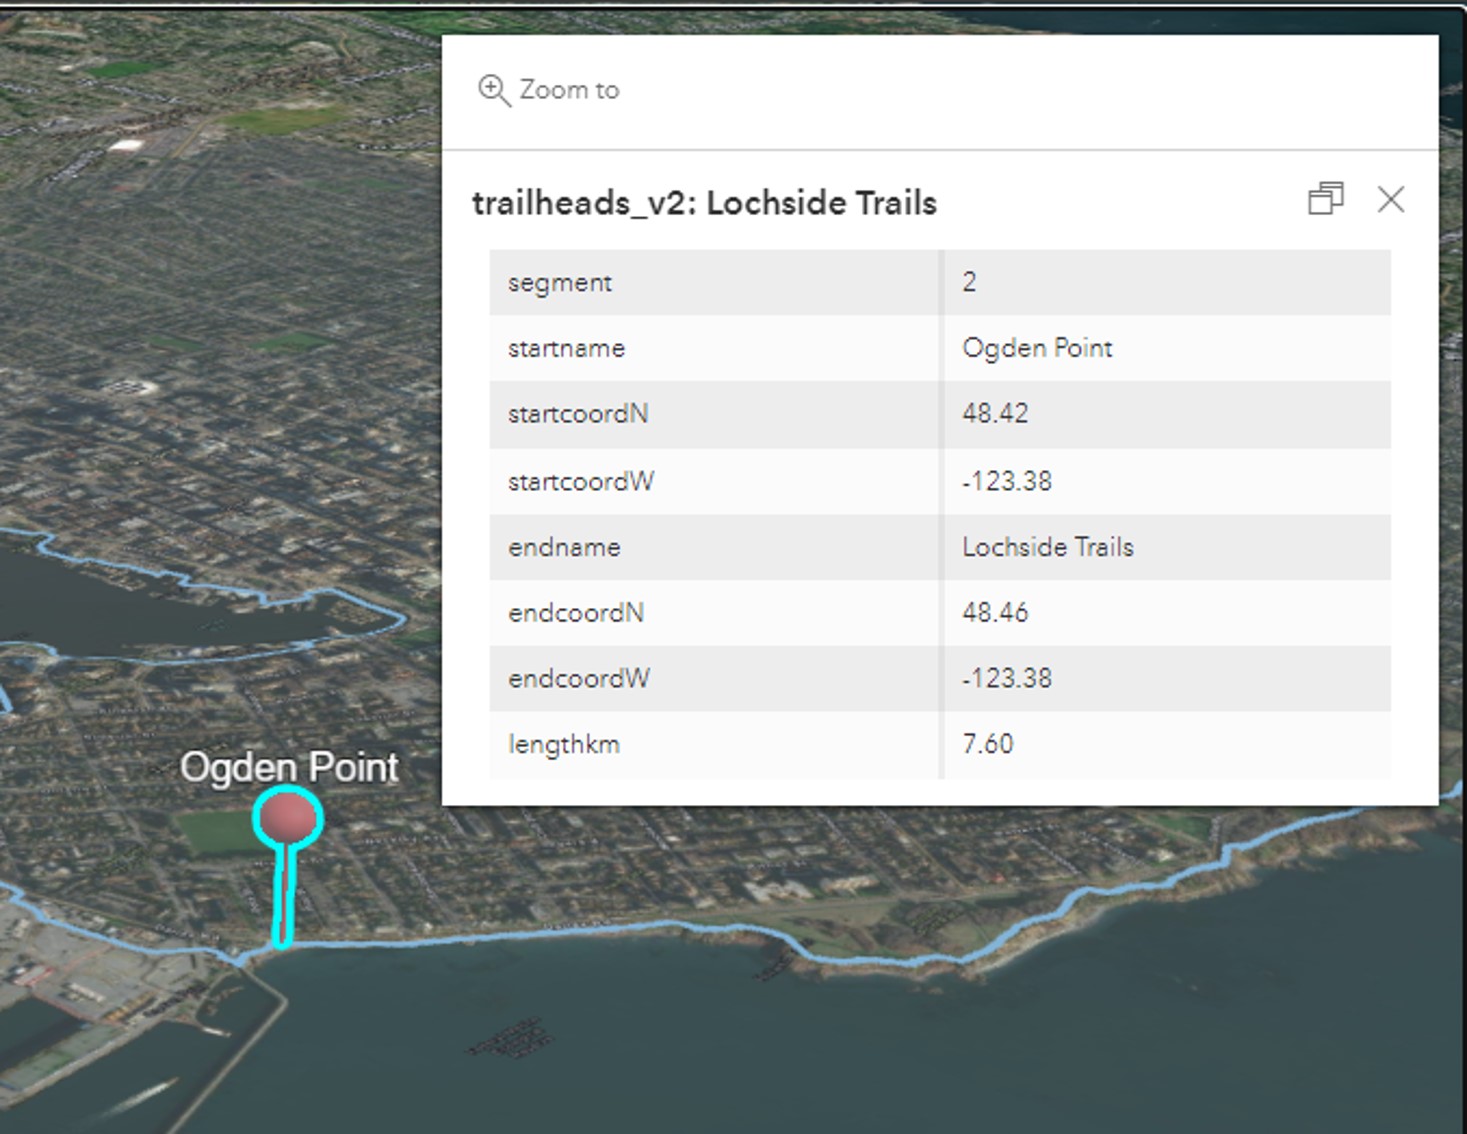 Zoom to
trailheads_v2: Lochside Trails
segment 2
startname Ogden Point
startcoordN 48.42
startcoordW -123.38
endname Lochside Trails
endcoordN 48.46
endcoordW -123.38
lengthkm 7.60
Ogden Point